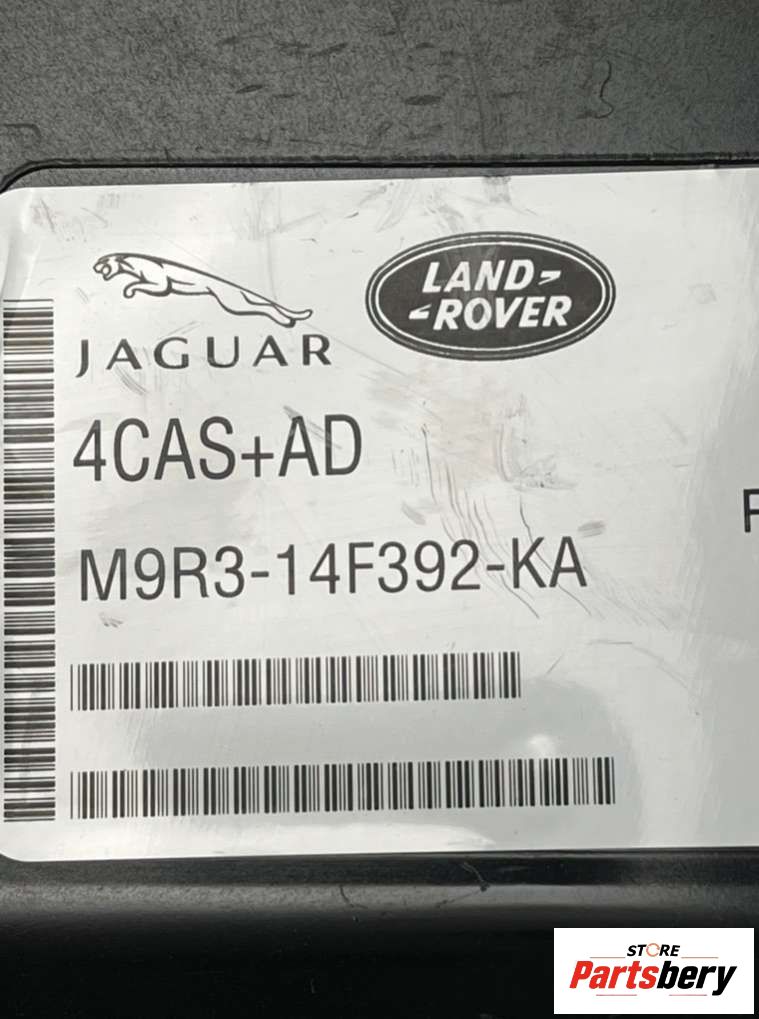 JAGUAR
LAND-
-ROVER
4CAS+AD
M9R3-14F392-KA
STORE
Partsbery